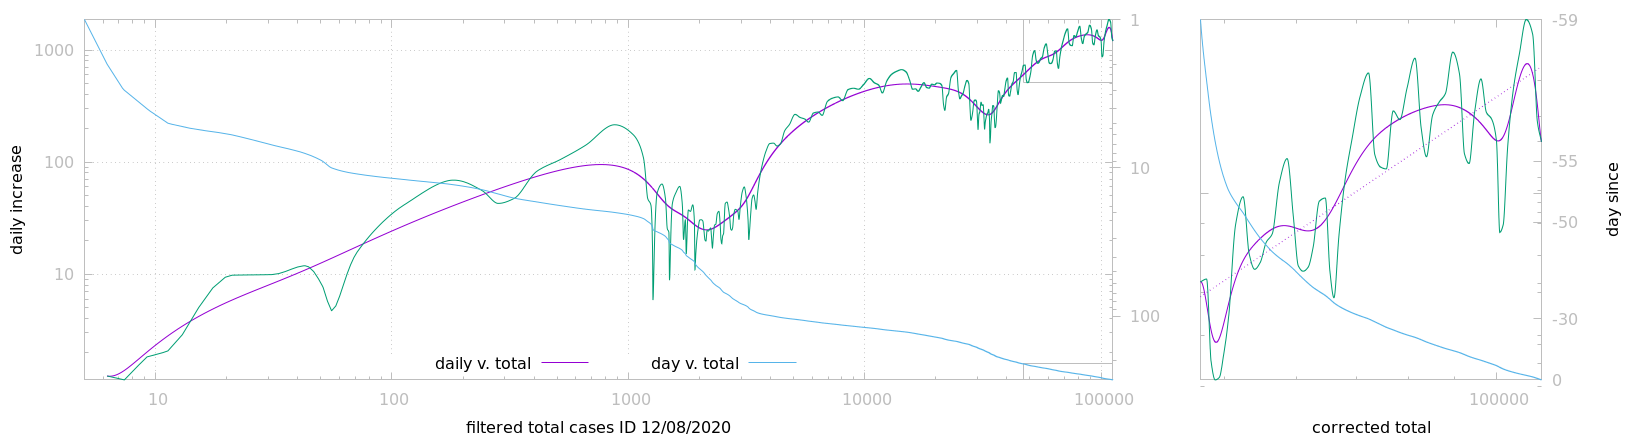 daily increase
1000
100
10
10
100
1000
10000
100000
1
10
100
daily v. total
day v. total
filtered total cases ID 12/08/2020
-59
-55
-50
-30
0
day since
100000
corrected total